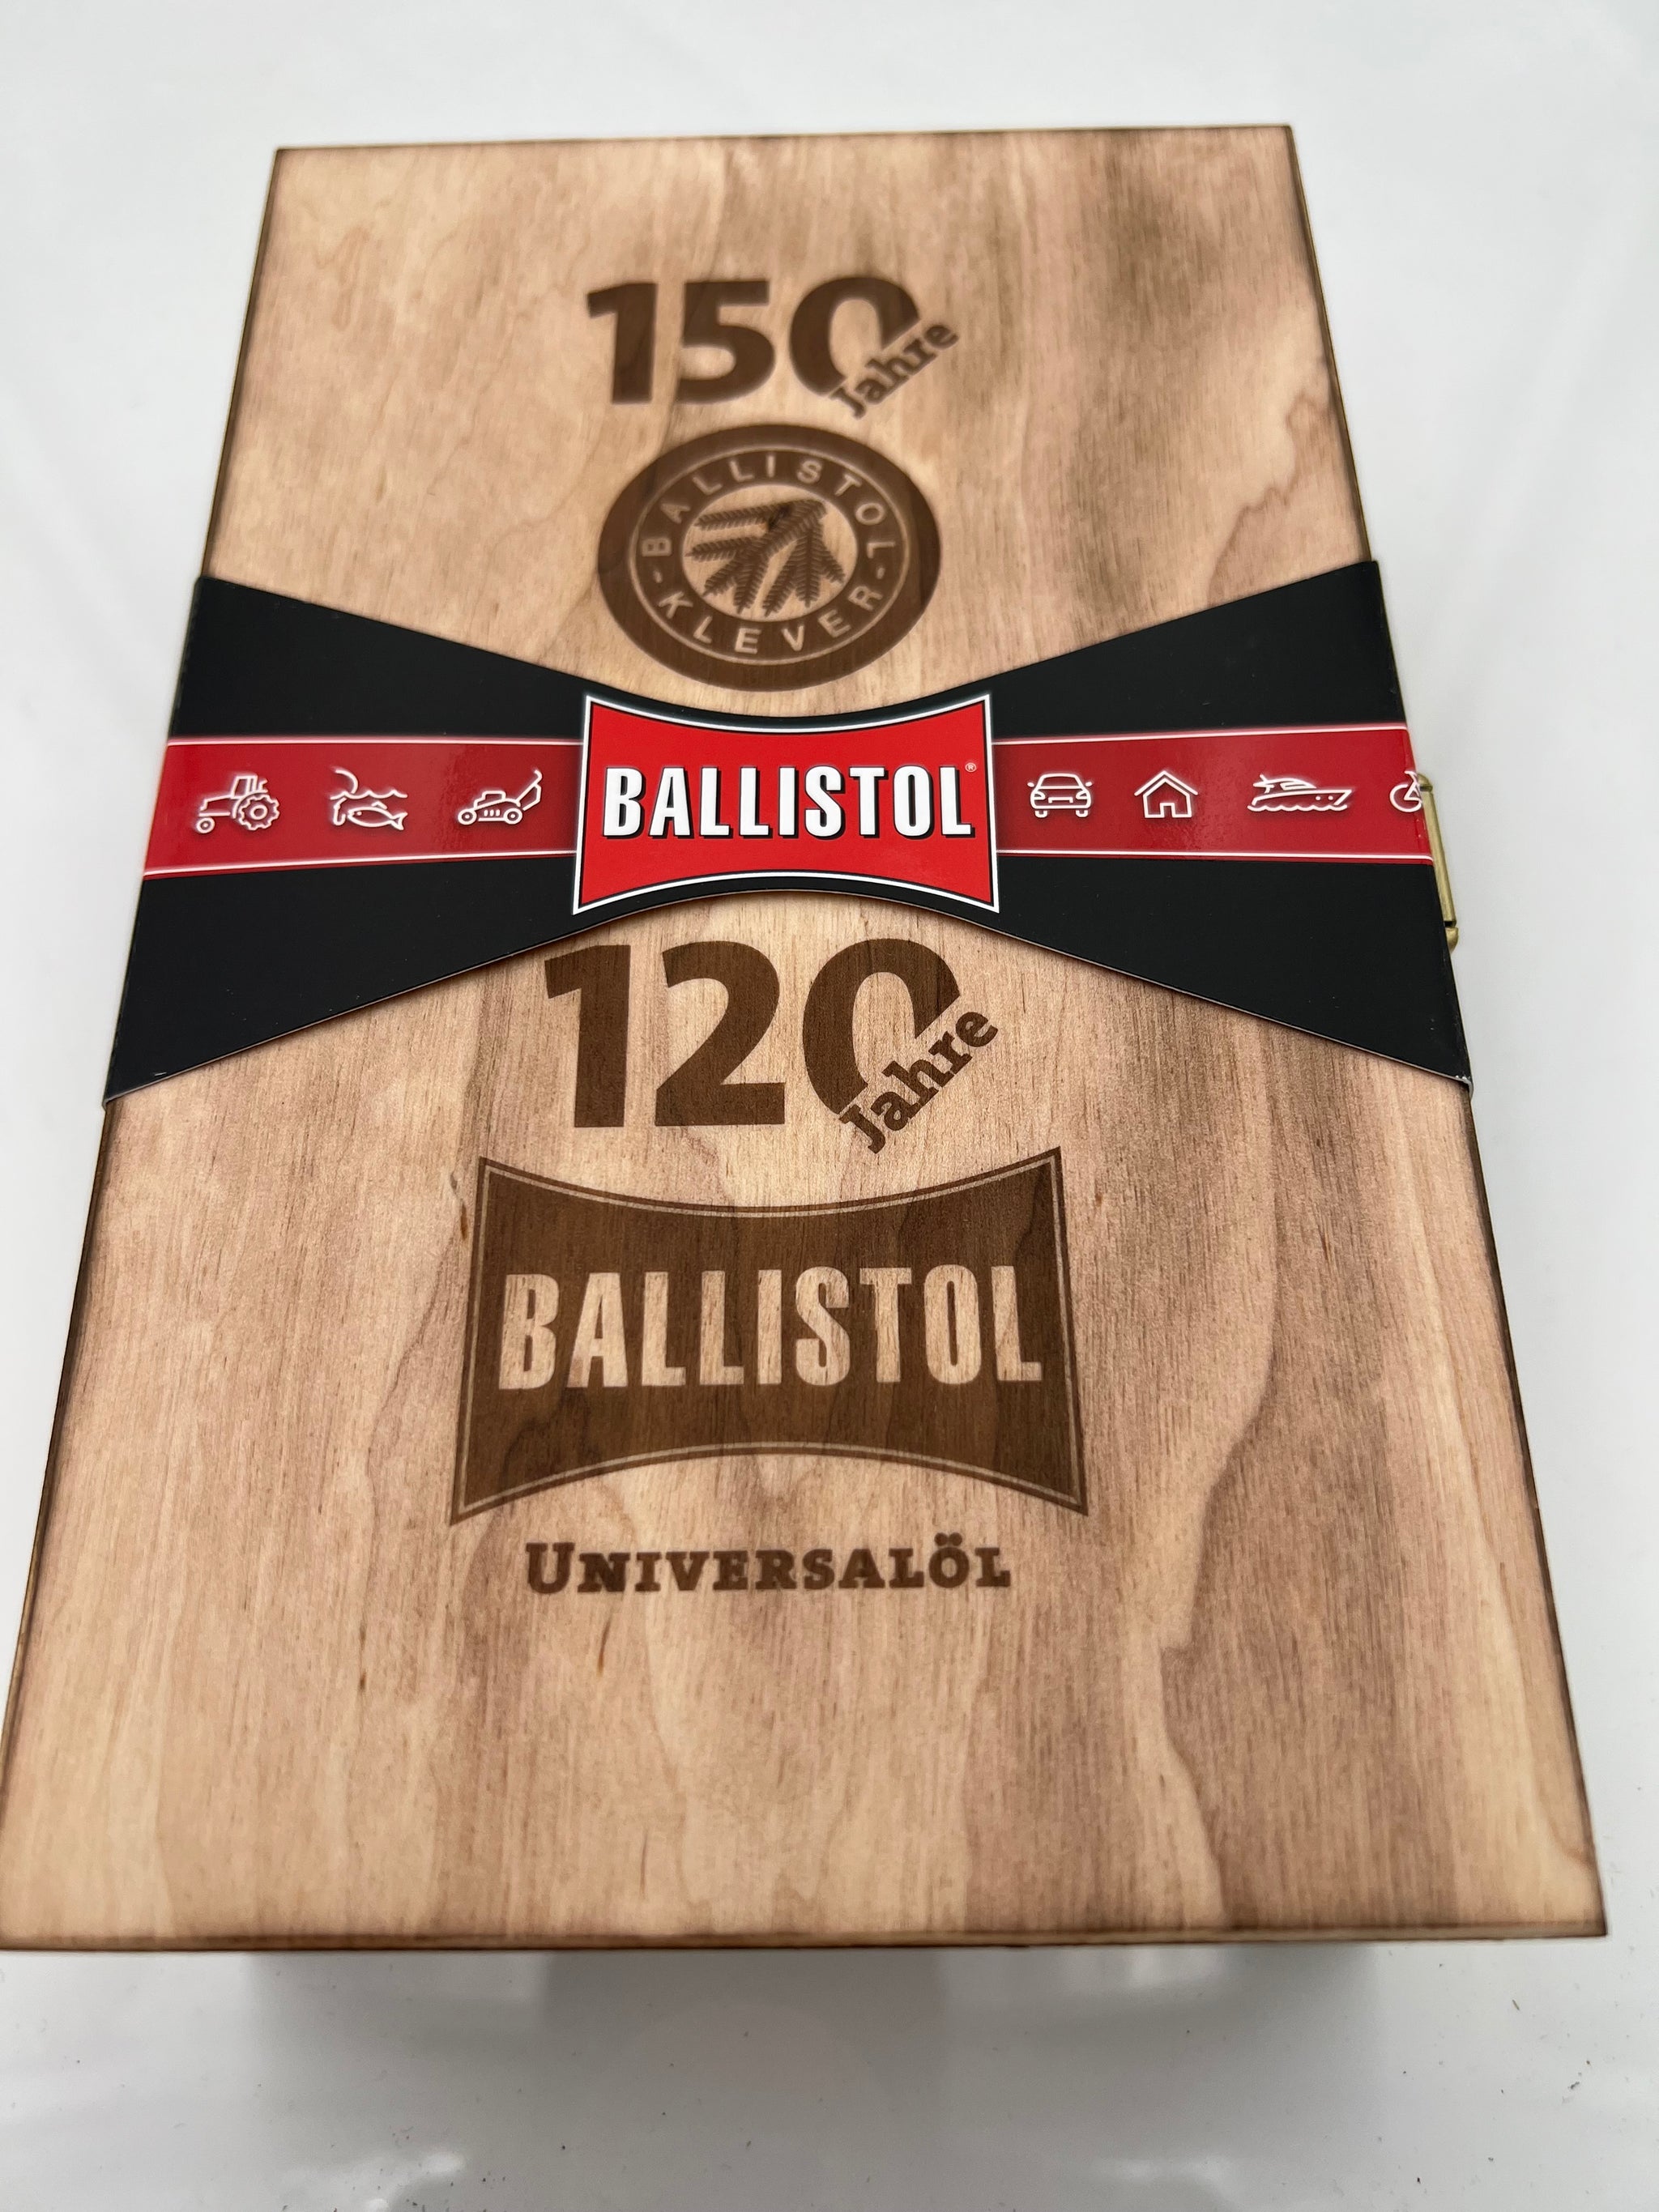 150
Jahre
BALLISTOL
- KLEVER -
BALLISTOL®
120
Jahre
BALLISTOL
UNIVERSALÖL